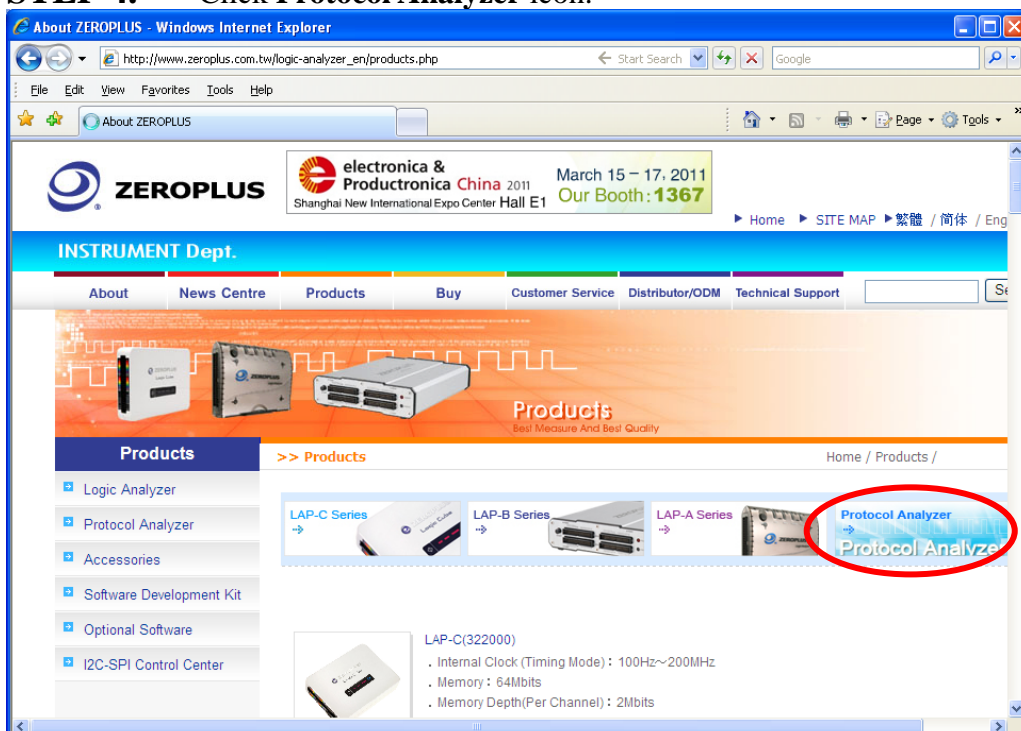 STEP 4. Click Protocol Analyzer icon.
About ZEROPLUS - Windows Internet Explorer
http://www.zeroplus.com.tw/logic-analyzer_en/products.php
Start Search
Google
File Edit View Favorites Tools Help
About ZEROPLUS
Page Tools »
ZEROPLUS
electronica &
Productronica China 2011
Shanghai New International Expo Center Hall E1
March 15 – 17, 2011
Our Booth : 1367
Home SITE MAP 繁體 / 简体 / Eng
INSTRUMENT Dept.
About News Centre Products Buy Customer Service Distributor/ODM Technical Support
Products
Best Measure And Best Quality
Products
>> Products
Home / Products /
Logic Analyzer
Protocol Analyzer
Accessories
Software Development Kit
Optional Software
I2C-SPI Control Center
LAP-C Series
LAP-B Series
LAP-A Series
Protocol Analyzer
Protocol Analyze
LAP-C(322000)
. Internal Clock (Timing Mode)：100Hz～200MHz
. Memory：64Mbits
. Memory Depth(Per Channel)：2Mbits